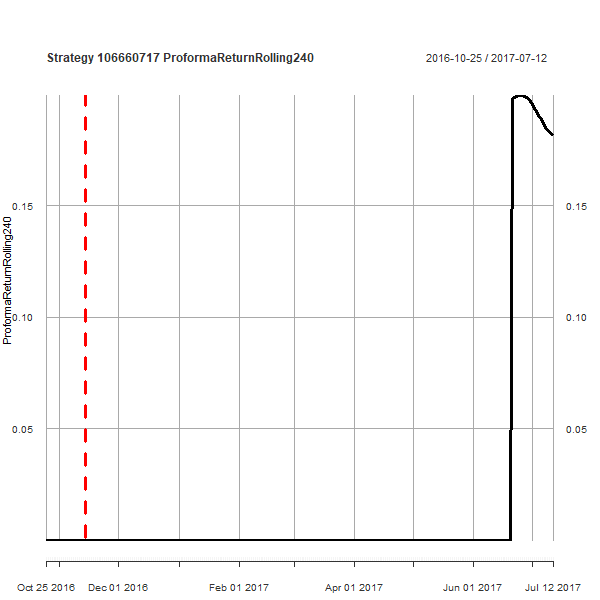 Strategy 106660717 ProformaReturnRolling240
2016-10-25 / 2017-07-12
ProformaReturnRolling240
0.15
0.15
0.10
0.10
0.05
0.05
Oct 25 2016
Dec 01 2016
Feb 01 2017
Apr 01 2017
Jun 01 2017
Jul 12 2017